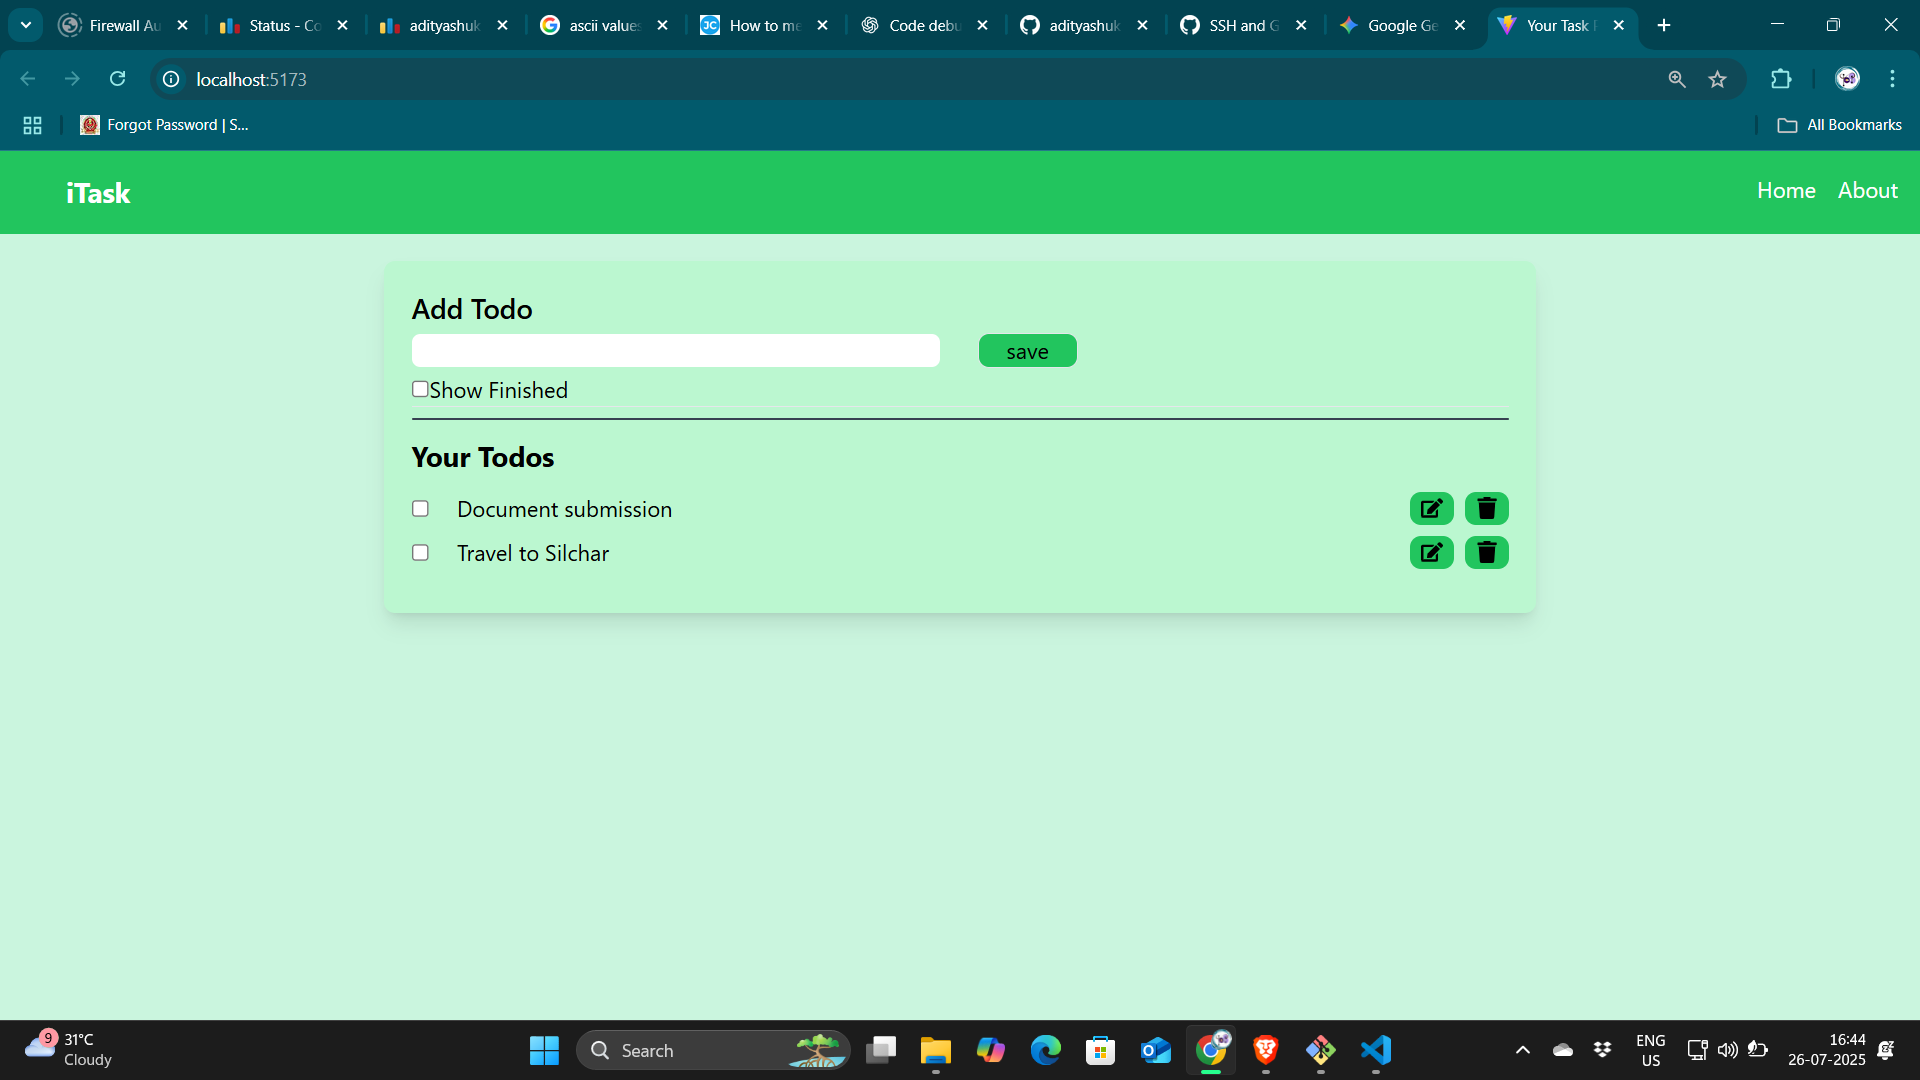 Firewall Au
Status - Co
adityashuk
ascii values
How to me
Code debu
adityashuk
SSH and G
Google Ge
Your Task
localhost:5173
Forgot Password | S...
All Bookmarks
iTask
Home
About
Add Todo
save
Show Finished
Your Todos
Document submission
Travel to Silchar
9
31°C
Cloudy
Search
ENG
US
16:44
26-07-2025